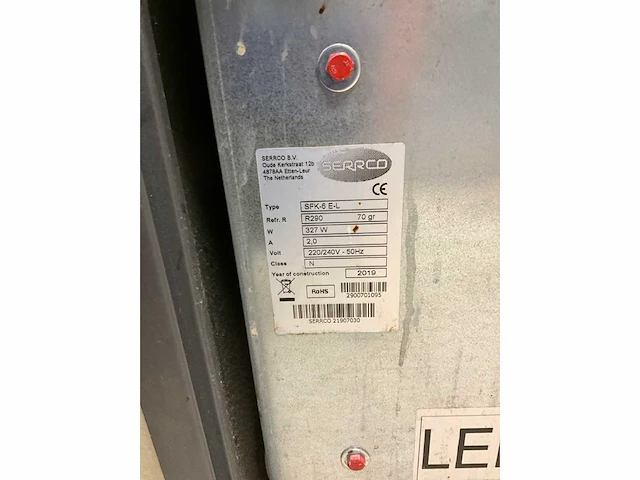 SERRCO B.V.
Oude Kerkstraat 12b
4878AA Etten-Leur
The Netherlands
SERRCO
CE
Type SFK-6 E-L
Refr. R R290 70 gr
W 327 W
A 2,0
Volt 220/240V - 50Hz
Class N
Year of construction 2019
RoHS 2900701095
SERRCO 21907030